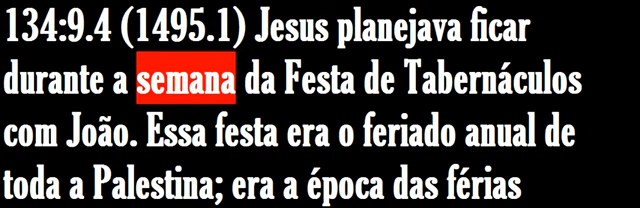 134:9.4 (1495.1) Jesus planejava ficar
durante a semana da Festa de Tabernáculos
com João. Essa festa era o feriado anual de
toda a Palestina; era a época das férias